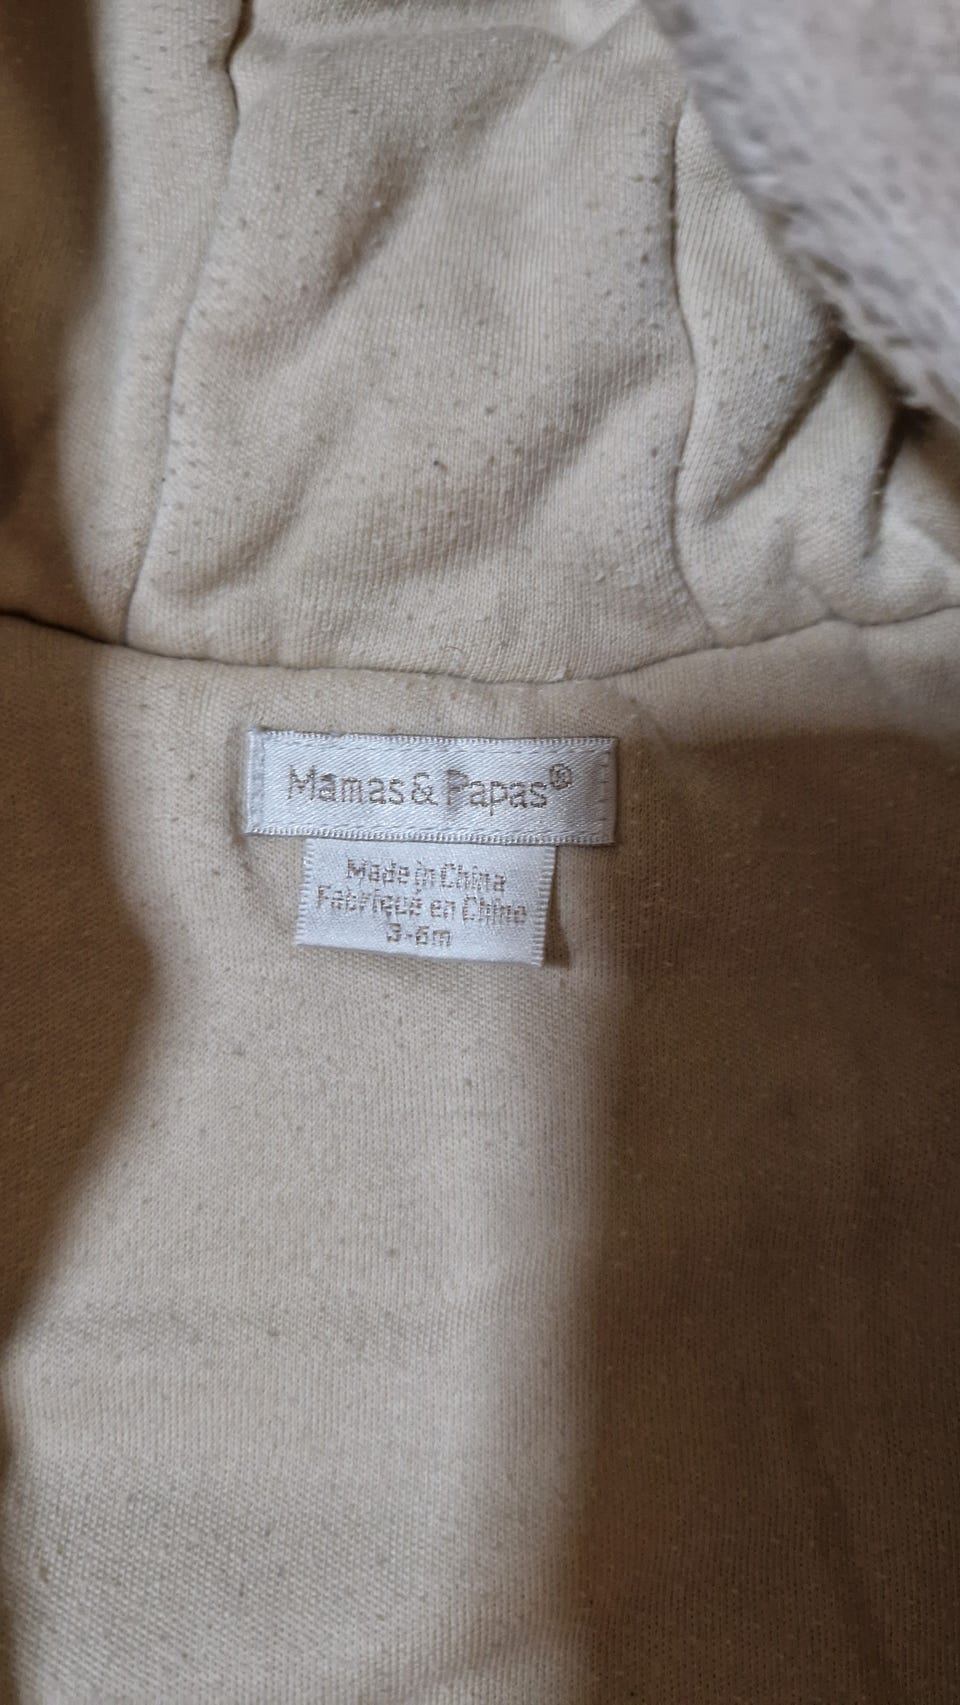 Mamas & Papas®
Made in China
Fabriqué en Chine
3-6m